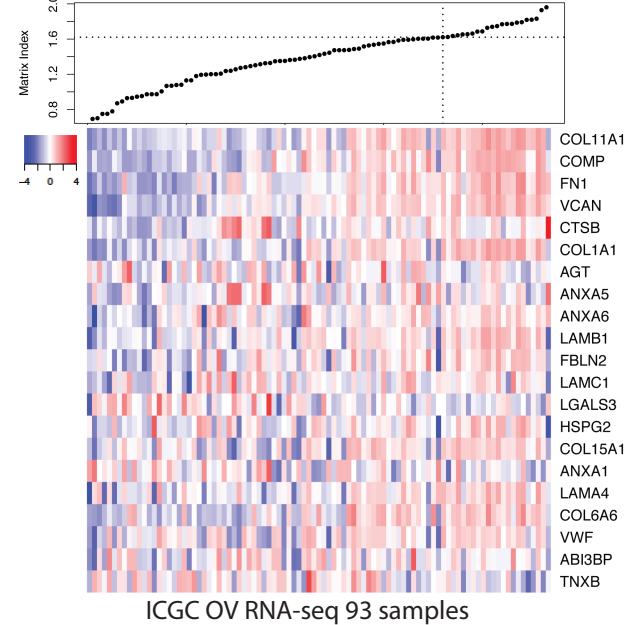 Matrix Index
2.0
1.6
1.2
0.8
-4 0 4
COL11A1
COMP
FN1
VCAN
CTSB
COL1A1
AGT
ANXA5
ANXA6
LAMB1
FBLN2
LAMC1
LGALS3
HSPG2
COL15A1
ANXA1
LAMA4
COL6A6
VWF
ABI3BP
TNXB
ICGC OV RNA-seq 93 samples